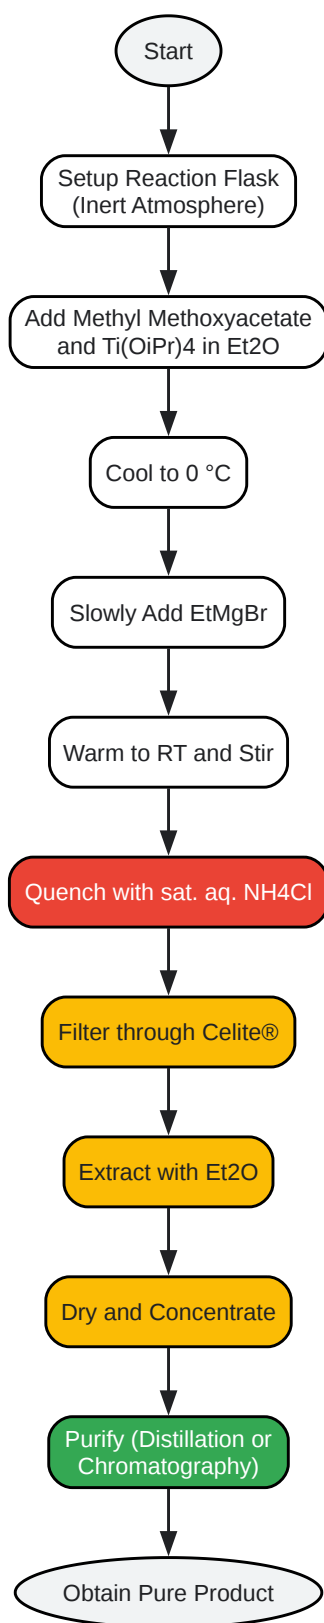 Start
Setup Reaction Flask
(Inert Atmosphere)
Add Methyl Methoxyacetate
and Ti(OiPr)4 in Et2O
Cool to 0 °C
Slowly Add EtMgBr
Warm to RT and Stir
Quench with sat. aq. NH4Cl
Filter through Celite®
Extract with Et2O
Dry and Concentrate
Purify (Distillation or
Chromatography)
Obtain Pure Product